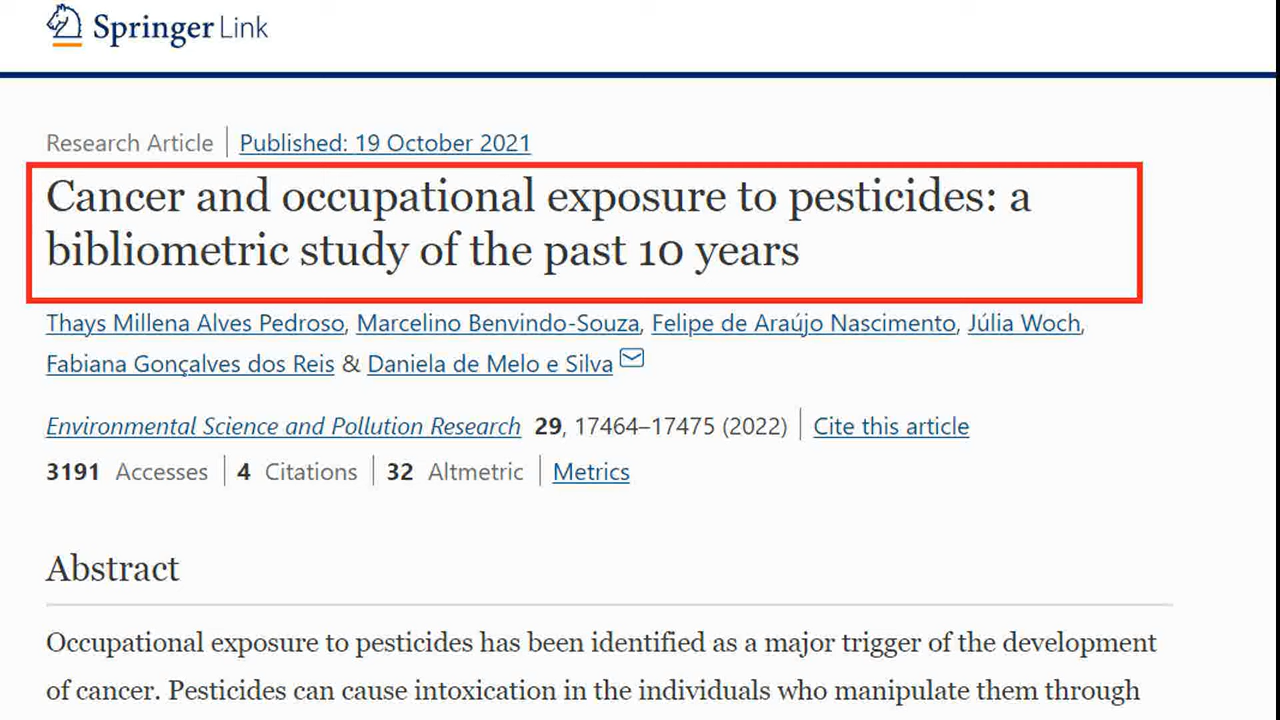 Springer Link
Research Article | Published: 19 October 2021
Cancer and occupational exposure to pesticides: a
bibliometric study of the past 10 years
Thays Millena Alves Pedroso, Marcelino Benvindo-Souza, Felipe de Araújo Nascimento, Júlia Woch,
Fabiana Gonçalves dos Reis & Daniela de Melo e Silva
Environmental Science and Pollution Research 29, 17464–17475 (2022) | Cite this article
3191 Accesses | 4 Citations | 32 Altmetric | Metrics
Abstract
Occupational exposure to pesticides has been identified as a major trigger of the development
of cancer. Pesticides can cause intoxication in the individuals who manipulate them through